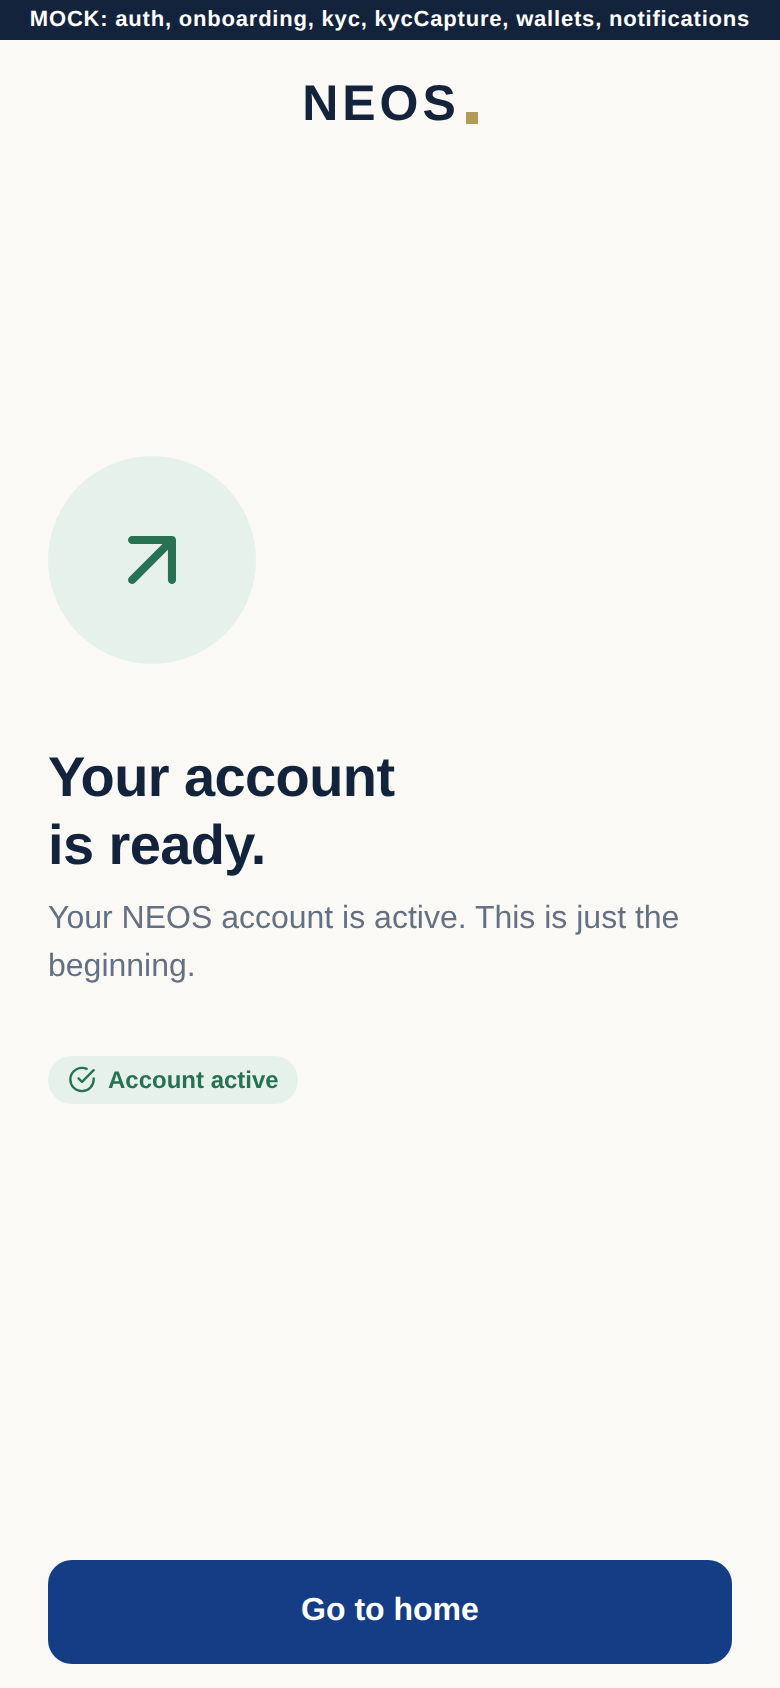 MOCK: auth, onboarding, kyc, kycCapture, wallets, notifications
NEOS.
Your account
is ready.
Your NEOS account is active. This is just the
beginning.
Account active
Go to home